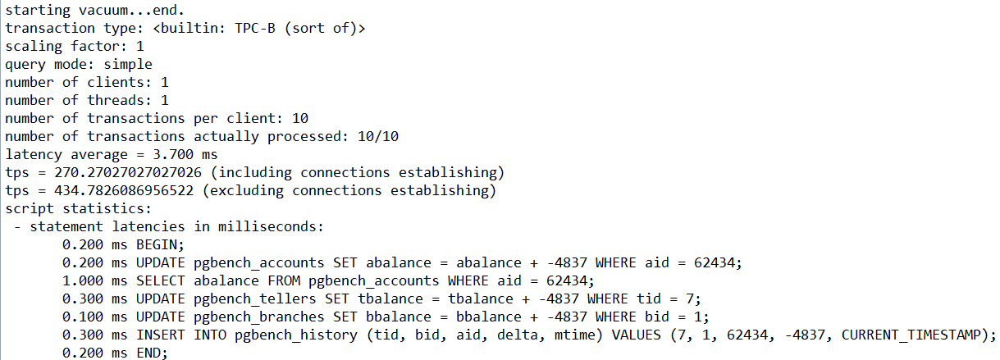 starting vacuum...end.
transaction type: <builtin: TPC-B (sort of)>
scaling factor: 1
query mode: simple
number of clients: 1
number of threads: 1
number of transactions per client: 10
number of transactions actually processed: 10/10
latency average = 3.700 ms
tps = 270.27027027027026 (including connections establishing)
tps = 434.7826086956522 (excluding connections establishing)
script statistics:
 - statement latencies in milliseconds:
       0.200 ms BEGIN;
       0.200 ms UPDATE pgbench_accounts SET abalance = abalance + -4837 WHERE aid = 62434;
       1.000 ms SELECT abalance FROM pgbench_accounts WHERE aid = 62434;
       0.300 ms UPDATE pgbench_tellers SET tbalance = tbalance + -4837 WHERE tid = 7;
       0.100 ms UPDATE pgbench_branches SET bbalance = bbalance + -4837 WHERE bid = 1;
       0.300 ms INSERT INTO pgbench_history (tid, bid, aid, delta, mtime) VALUES (7, 1, 62434, -4837, CURRENT_TIMESTAMP);
       0.200 ms END;